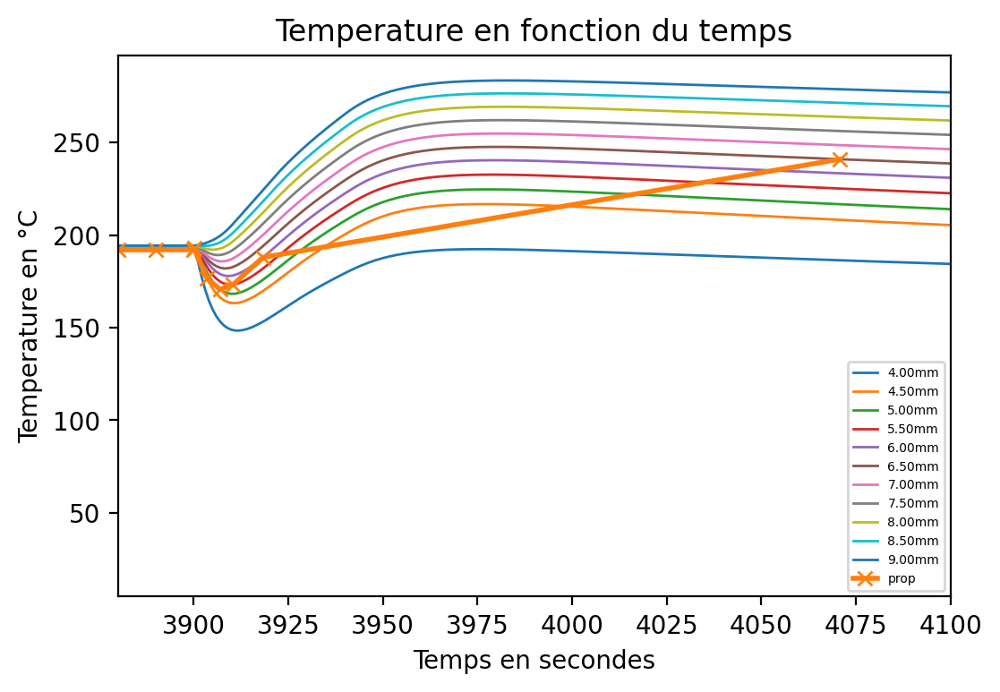 Temperature en fonction du temps
Temperature en °C
250
200
150
100
50
3900 3925 3950 3975 4000 4025 4050 4075 4100
Temps en secondes
4.00mm
4.50mm
5.00mm
5.50mm
6.00mm
6.50mm
7.00mm
7.50mm
8.00mm
8.50mm
9.00mm
prop